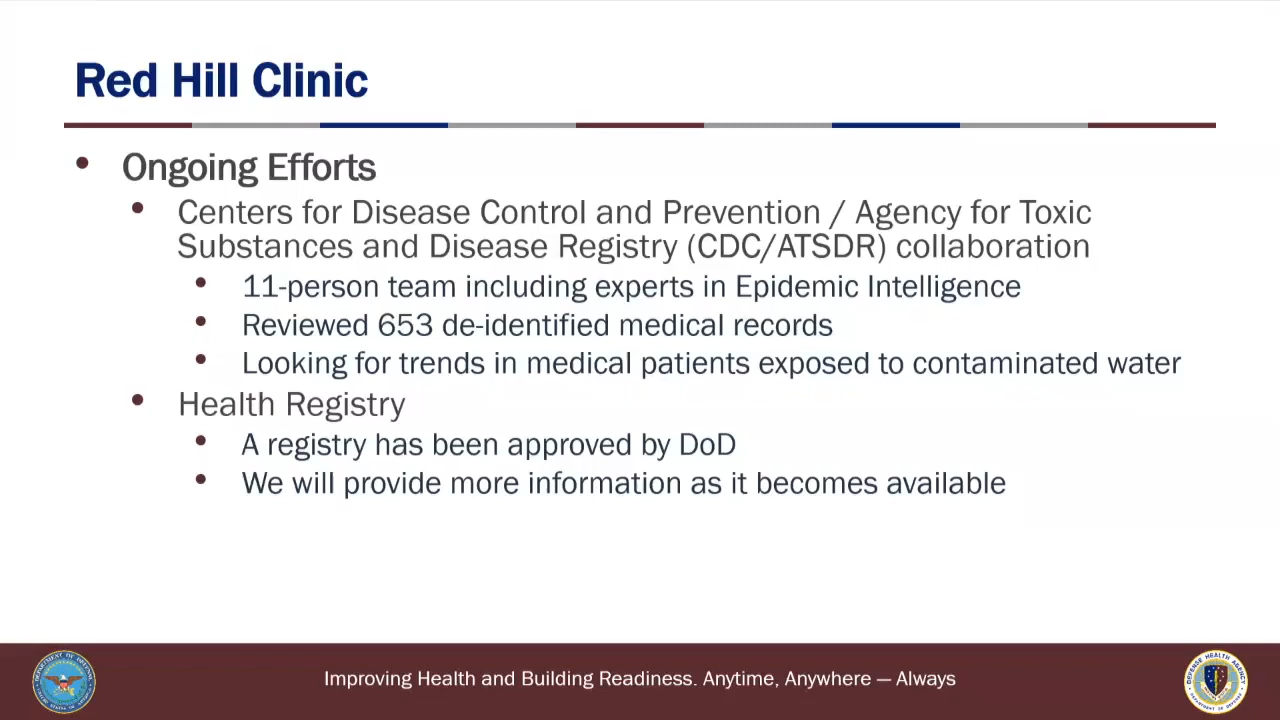 Red Hill Clinic
• Ongoing Efforts
• Centers for Disease Control and Prevention / Agency for Toxic
Substances and Disease Registry (CDC/ATSDR) collaboration
• 11-person team including experts in Epidemic Intelligence
• Reviewed 653 de-identified medical records
• Looking for trends in medical patients exposed to contaminated water
• Health Registry
• A registry has been approved by DoD
• We will provide more information as it becomes available
Improving Health and Building Readiness. Anytime, Anywhere — Always
DEFENSE HEALTH AGENCY